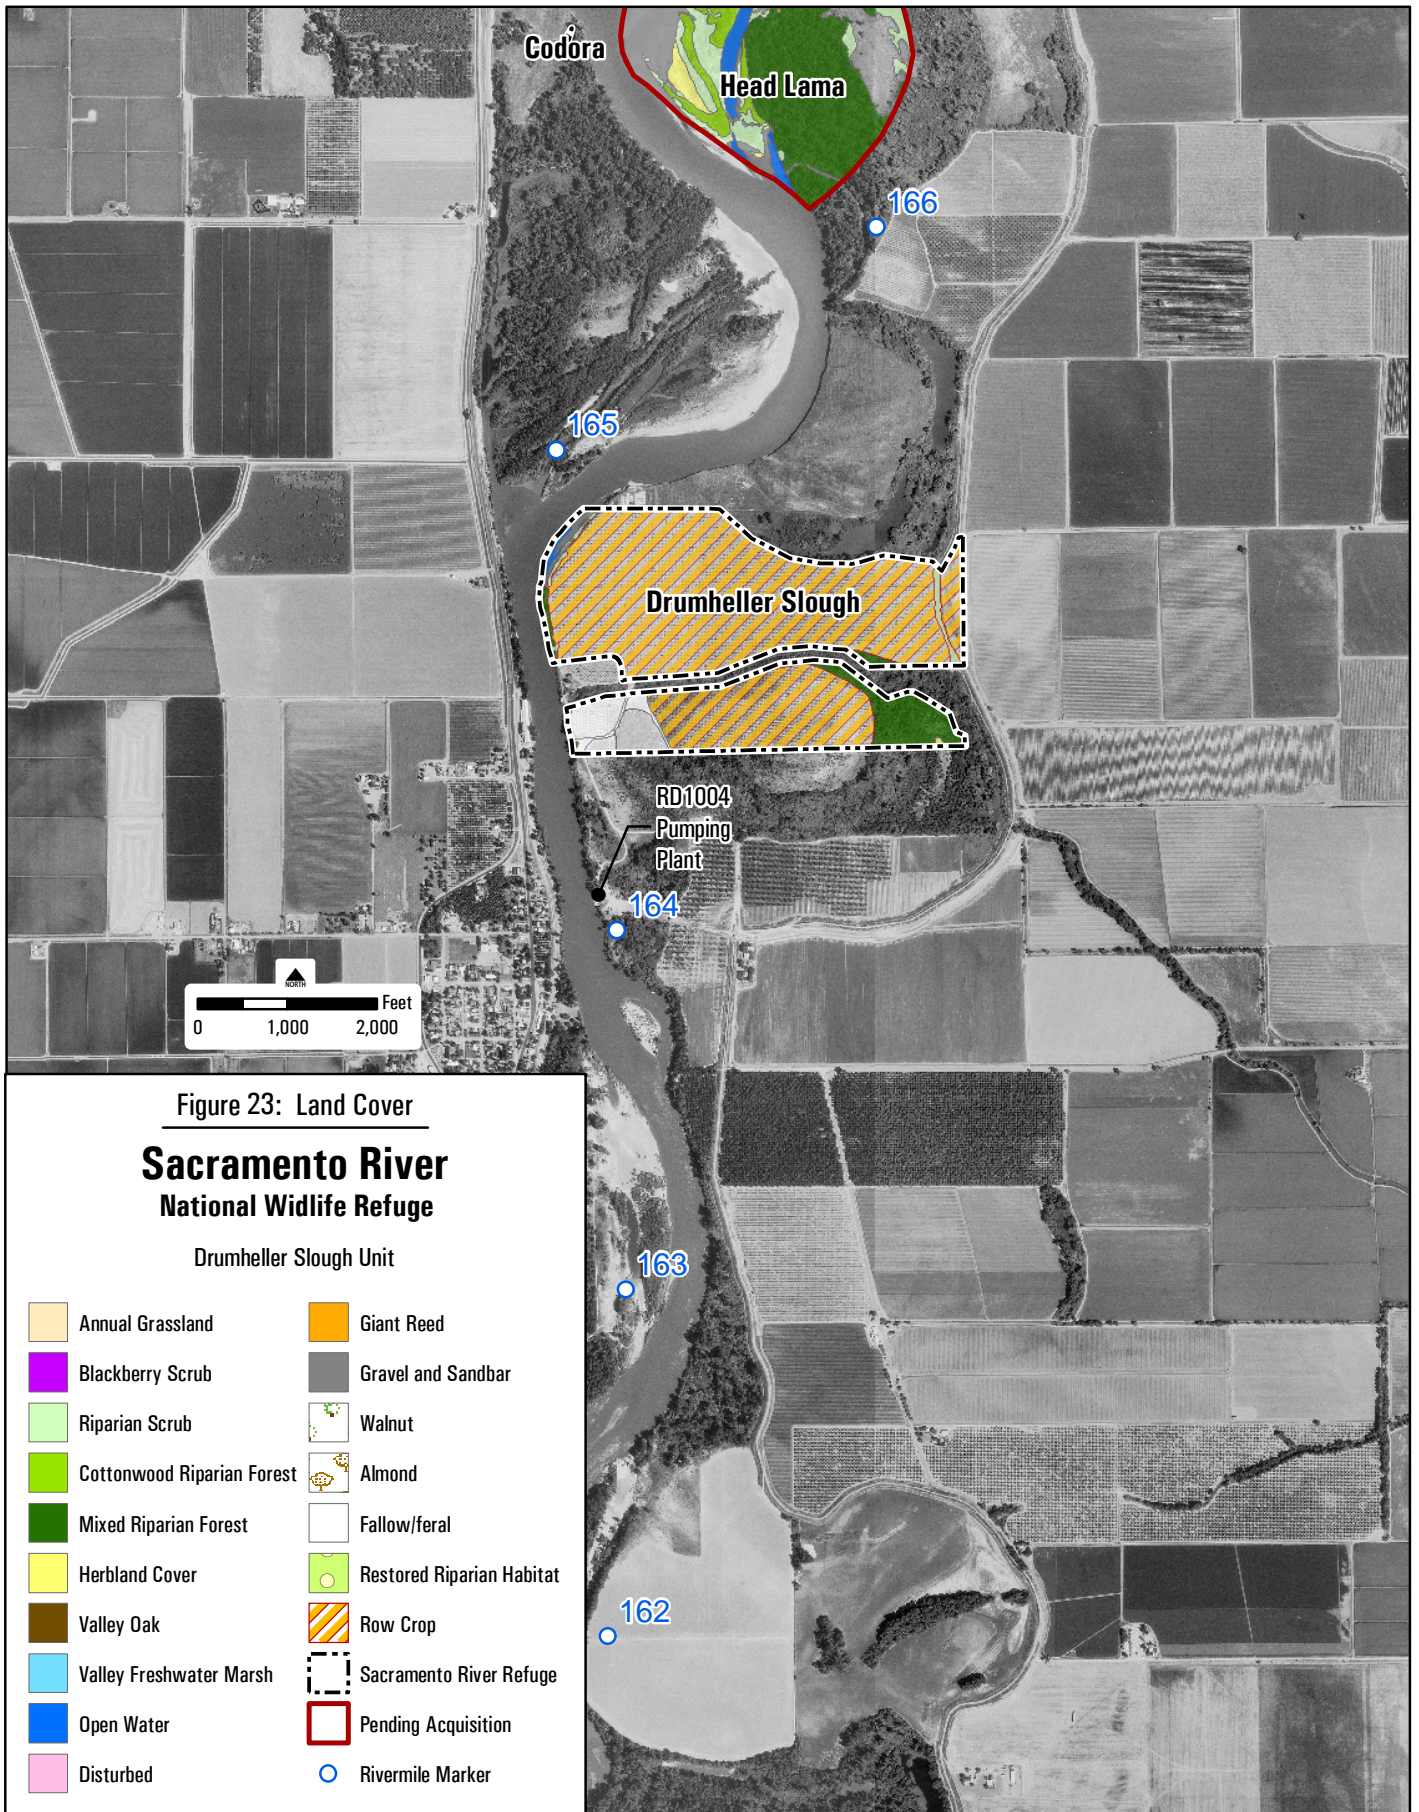 Codora
Head Lama
166
165
Drumheller Slough
RD1004
Pumping
Plant
164
NORTH
Feet
0 1,000 2,000
Figure 23: Land Cover
Sacramento River
National Widlife Refuge
Drumheller Slough Unit
163
Annual Grassland
Blackberry Scrub
Riparian Scrub
Cottonwood Riparian Forest
Mixed Riparian Forest
Herbland Cover
Valley Oak
Valley Freshwater Marsh
Open Water
Disturbed
Giant Reed
Gravel and Sandbar
Walnut
Almond
Fallow/feral
Restored Riparian Habitat
Row Crop
Sacramento River Refuge
Pending Acquisition
Rivermile Marker
162